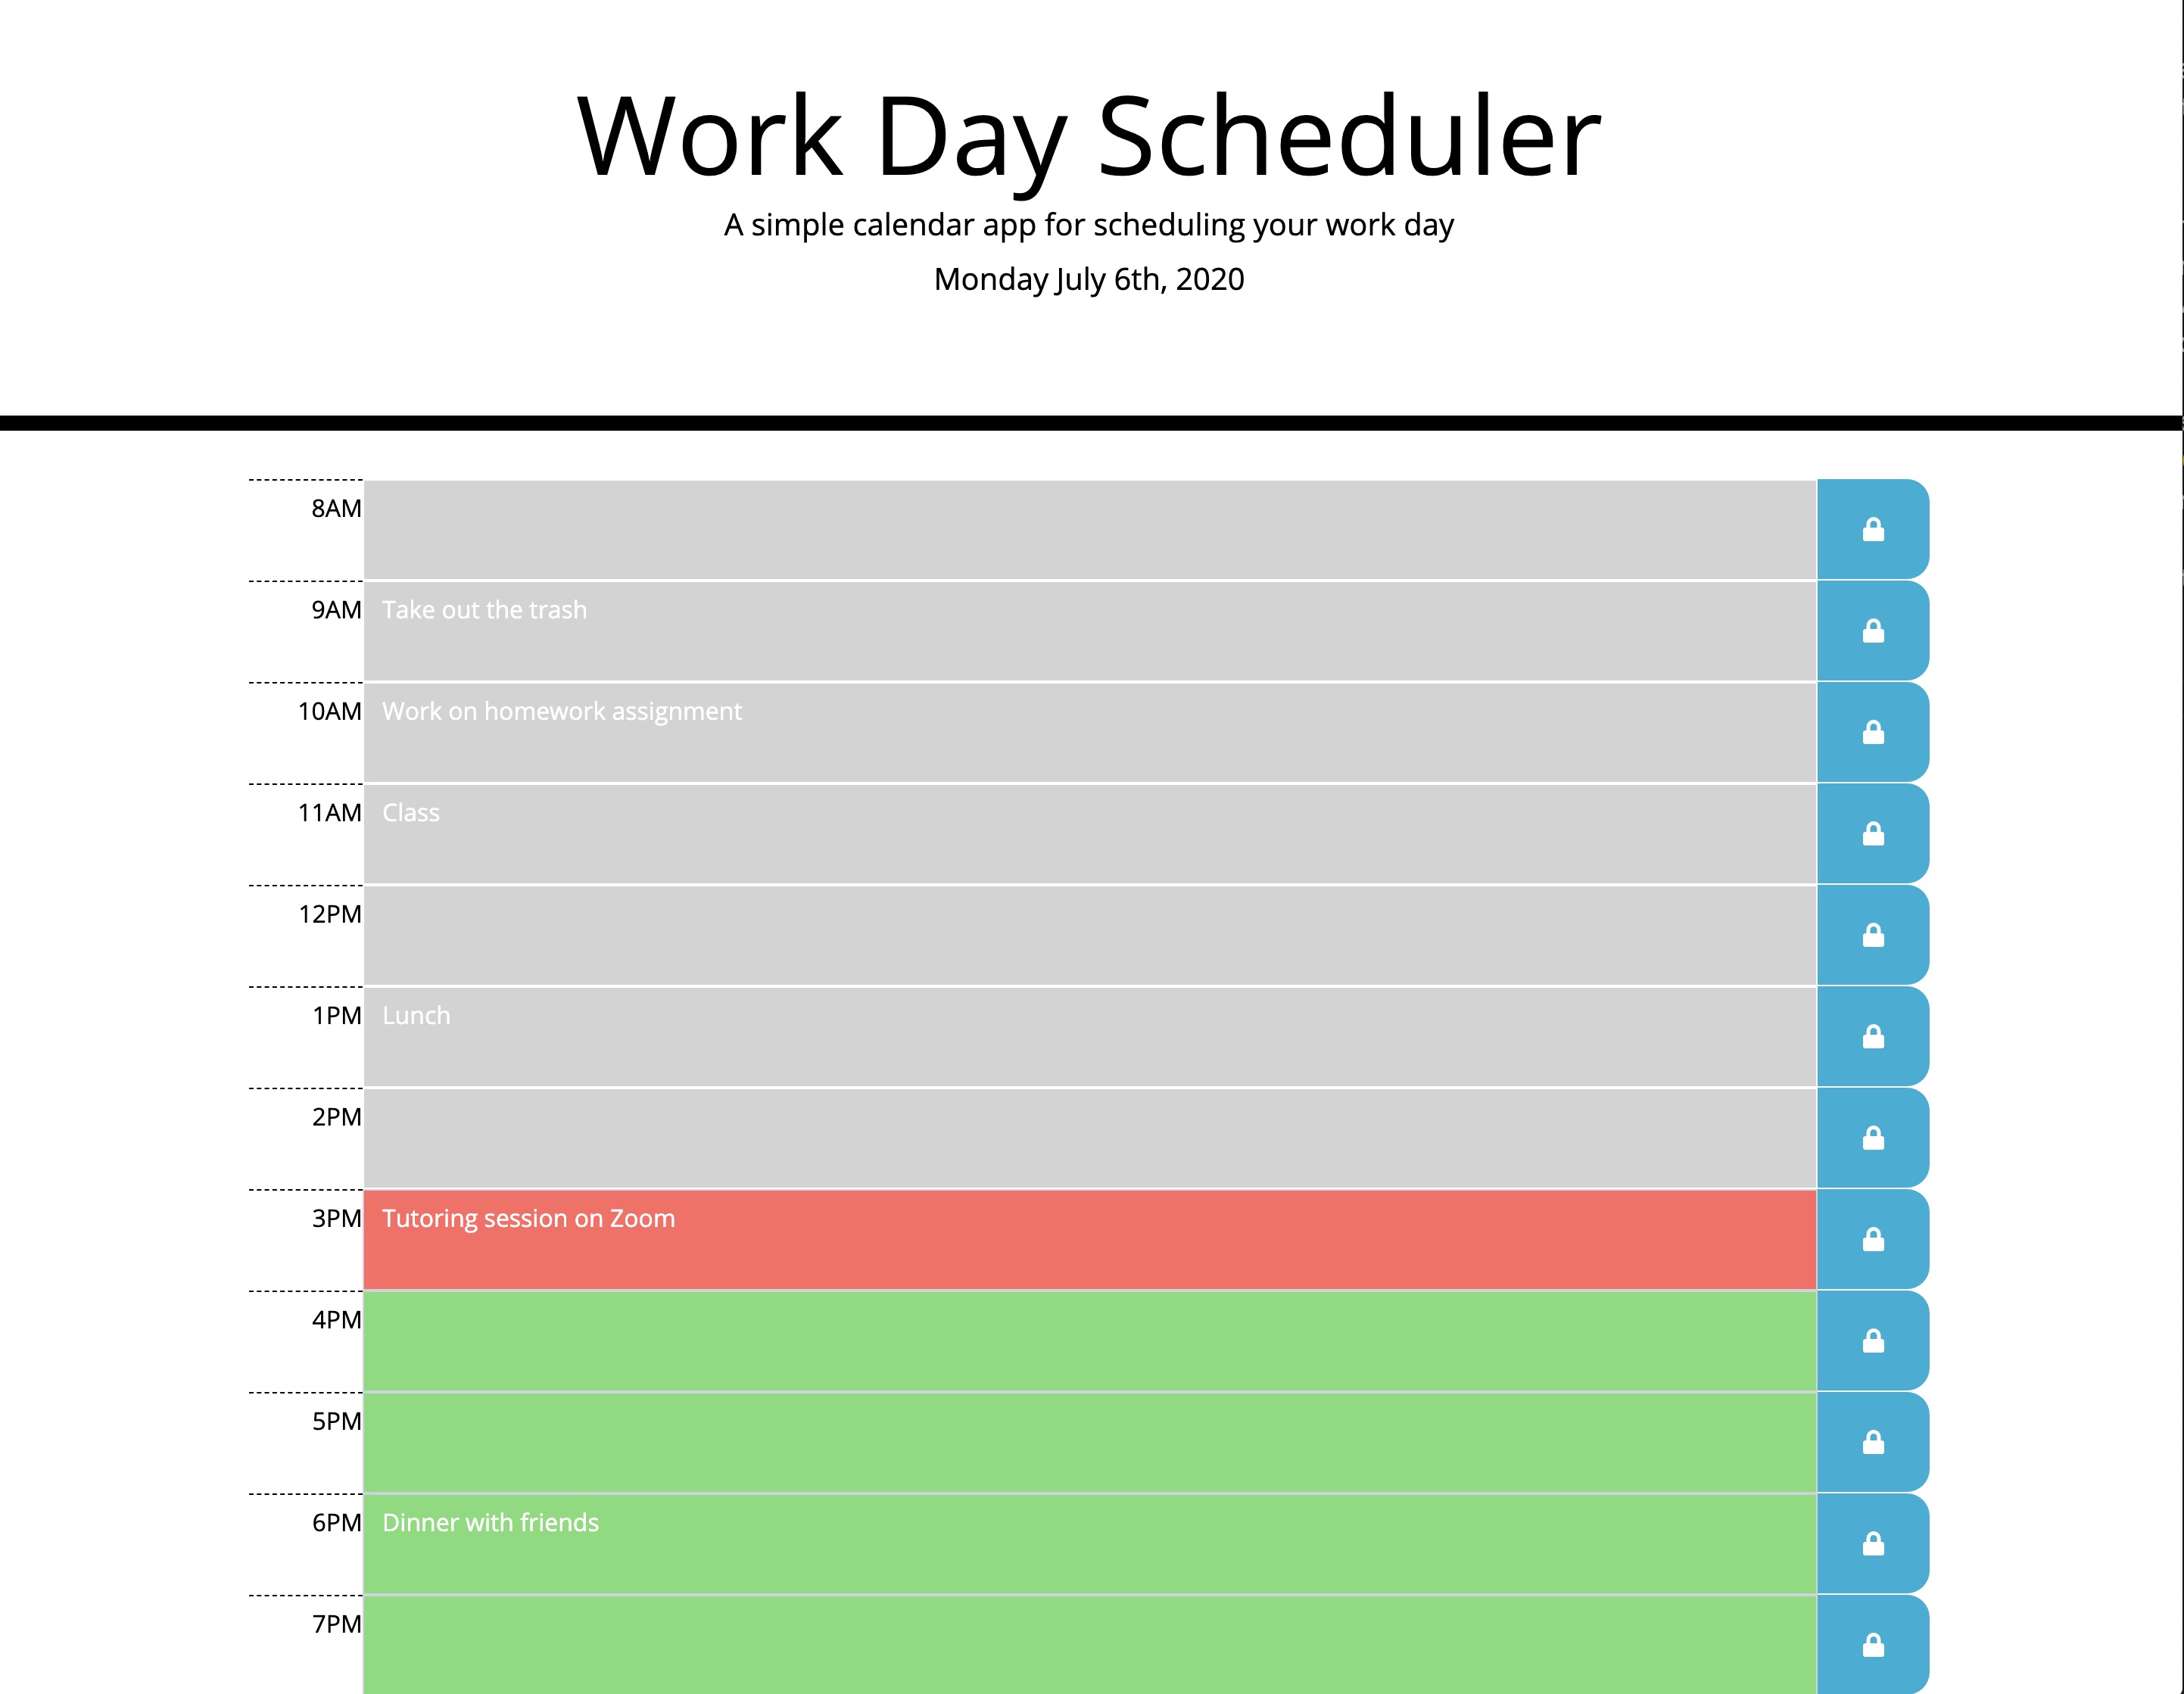 Work Day Scheduler
A simple calendar app for scheduling your work day
Monday July 6th, 2020
8AM
9AM Take out the trash
10AM Work on homework assignment
11AM Class
12PM
1PM Lunch
2PM
3PM Tutoring session on Zoom
4PM
5PM
6PM Dinner with friends
7PM